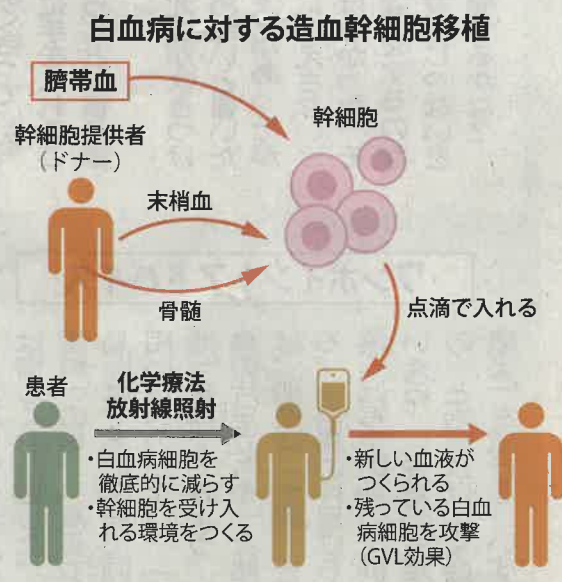 白血病に対する造血幹細胞移植
臍帯血
幹細胞
幹細胞提供者
（ドナー）
末梢血
骨髄
点滴で入れる
患者
化学療法
放射線照射
・白血病細胞を
徹底的に減らす
・幹細胞を受け入
れる環境をつくる
・新しい血液が
つくられる
・残っている白血
病細胞を攻撃
（GVL効果）